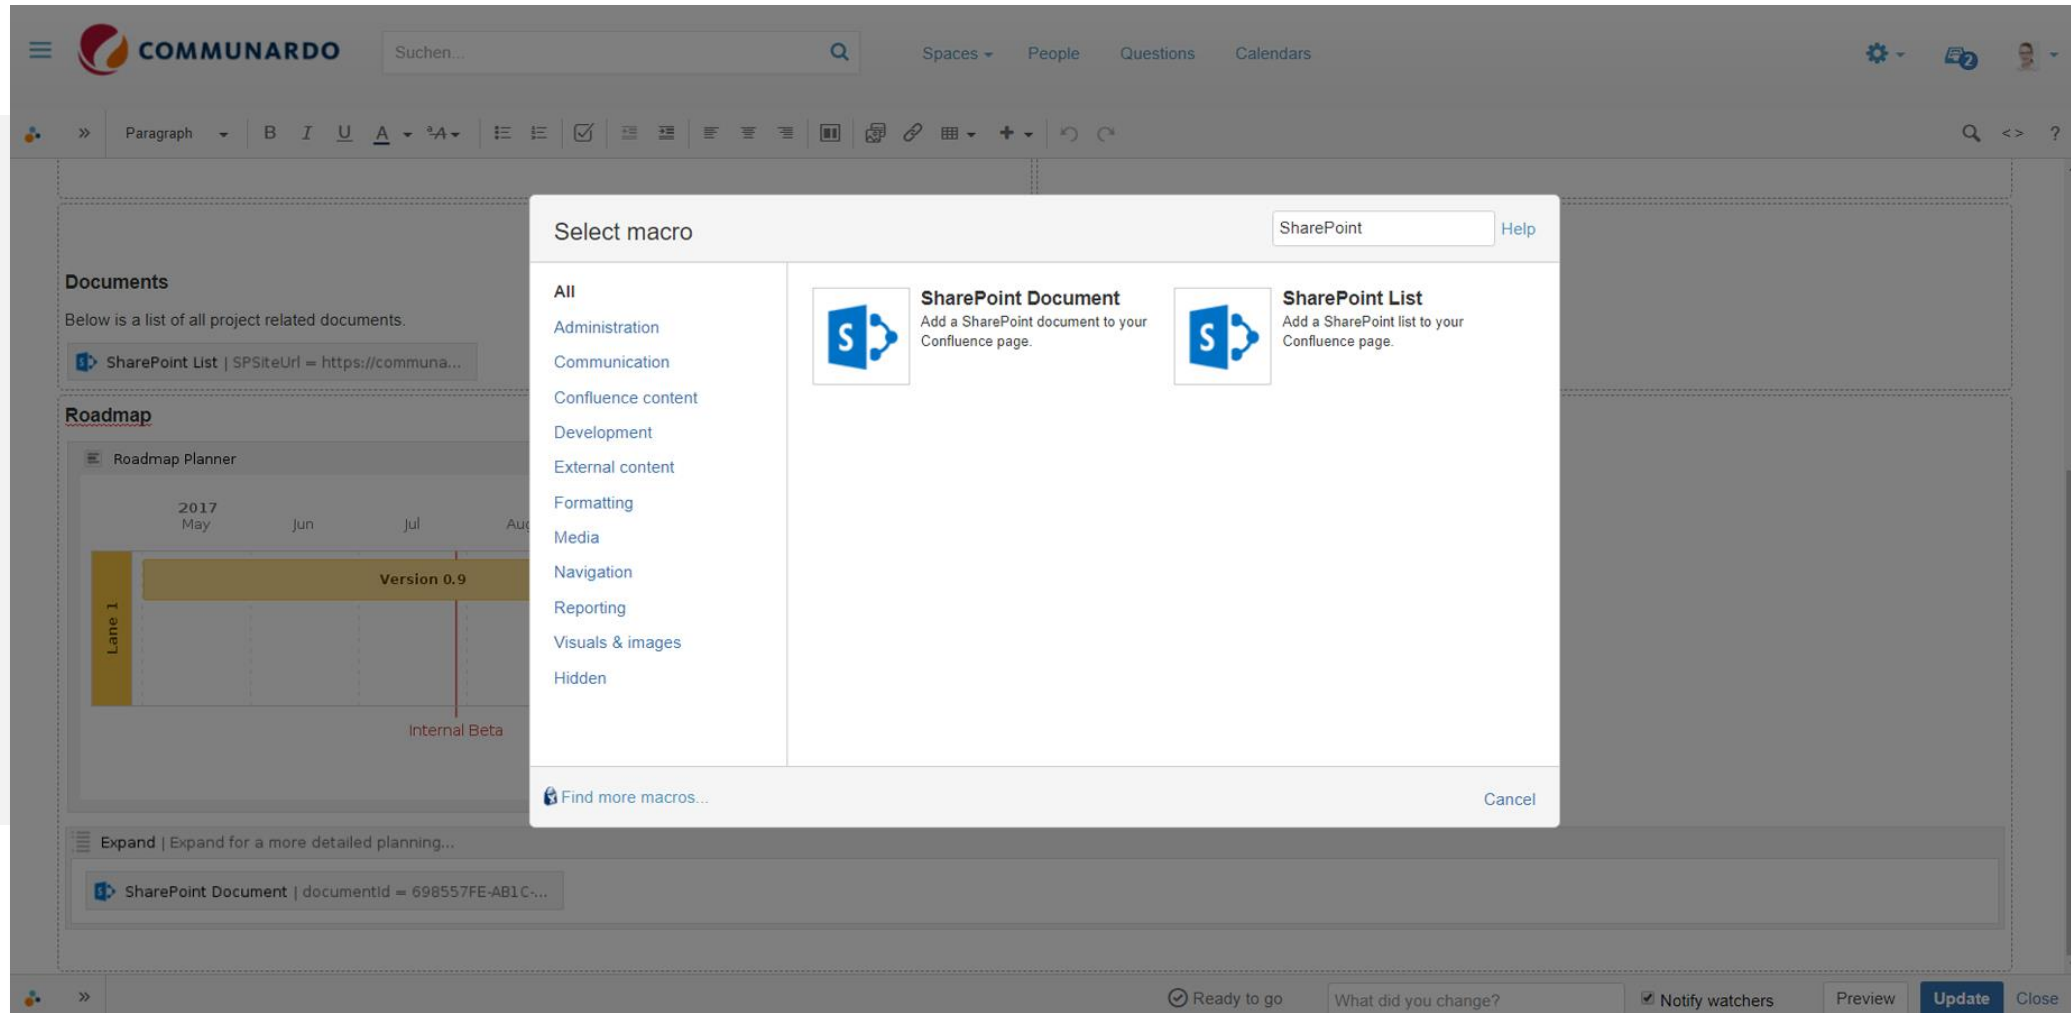 COMMUNARDO
Suchen...
Spaces
People
Questions
Calendars
2
Paragraph
B I U A
<> ?
Select macro
SharePoint
Help
All
Administration
Communication
Confluence content
Development
External content
Formatting
Media
Navigation
Reporting
Visuals & images
Hidden
SharePoint Document
Add a SharePoint document to your
Confluence page.
SharePoint List
Add a SharePoint list to your
Confluence page.
Find more macros...
Cancel
Documents
Below is a list of all project related documents.
SharePoint List | SPSiteUrl = https://communa...
Roadmap
Roadmap Planner
2017
May Jun Jul
Version 0.9
Lane 1
Internal Beta
Expand | Expand for a more detailed planning...
SharePoint Document | documentId = 698557FE-AB1C-...
Ready to go
What did you change?
Notify watchers
Preview
Update
Close